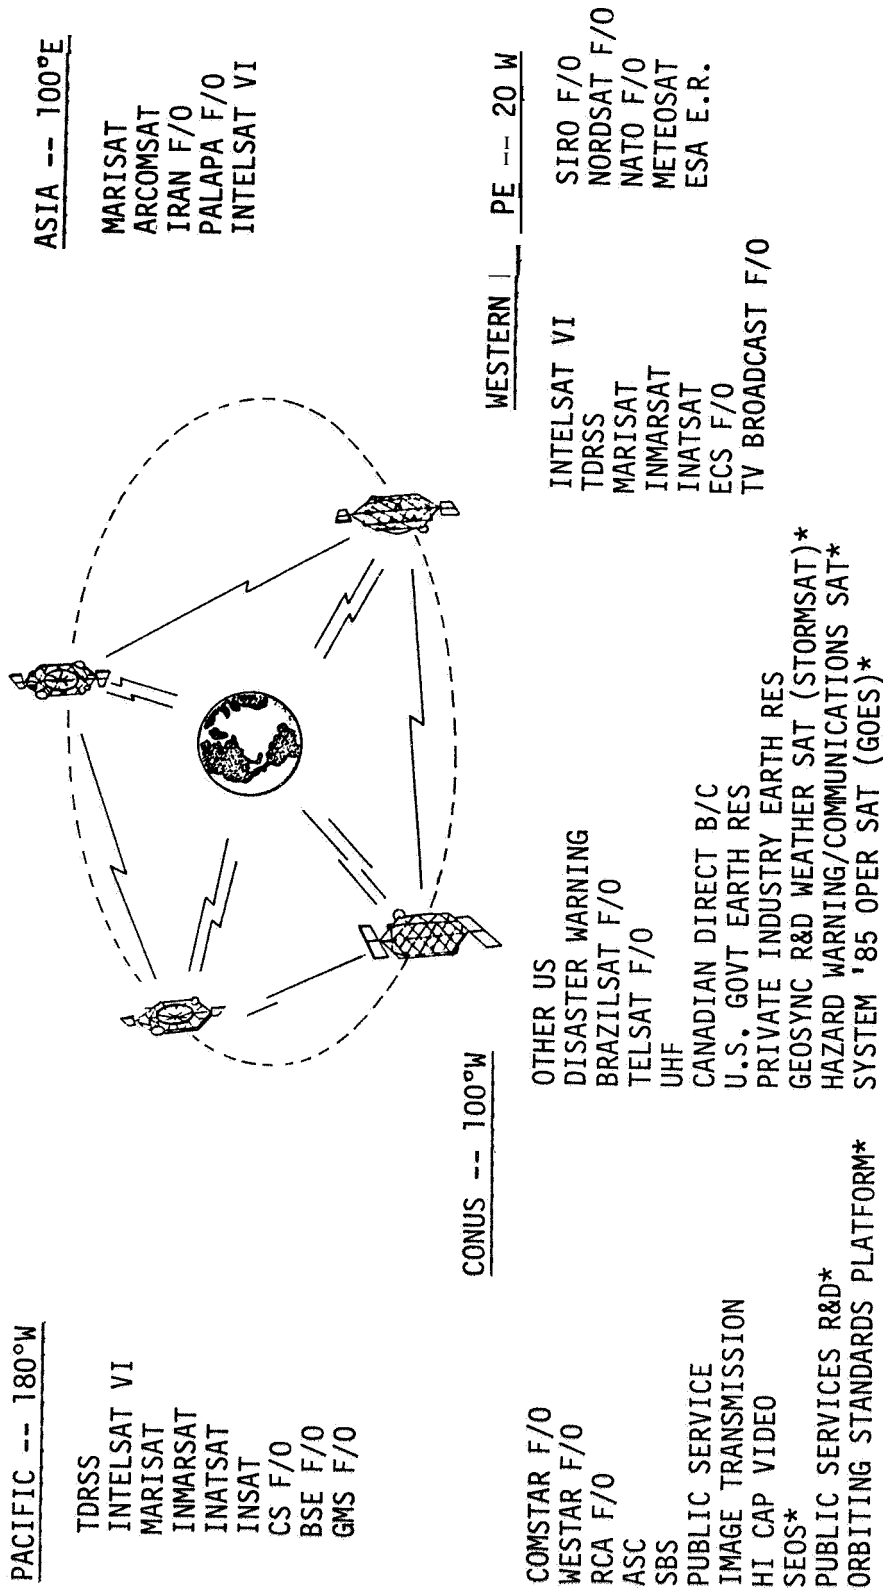 PACIFIC -- 180°W
TDRSS
INTELSAT VI
MARISAT
INMARSAT
INATSAT
INSAT
CS F/O
BSE F/O
GMS F/O
ASIA -- 100°E
MARISAT
ARCOMSAT
IRAN F/O
PALAPA F/O
INTELSAT VI
CONUS -- 100°W
COMSTAR F/O
WESTAR F/O
RCA F/O
ASC
SBS
PUBLIC SERVICE
IMAGE TRANSMISSION
HI CAP VIDEO
SEOS*
PUBLIC SERVICES R&D*
ORBITING STANDARDS PLATFORM*
OTHER US
DISASTER WARNING
BRAZILSAT F/O
TELSAT F/O
UHF
CANADIAN DIRECT B/C
U.S. GOVT EARTH RES
PRIVATE INDUSTRY EARTH RES
GEOSYNC R&D WEATHER SAT (STORMSAT)*
HAZARD WARNING/COMMUNICATIONS SAT*
SYSTEM '85 OPER SAT (GOES)*
WESTERN PE -- 20 W
INTELSAT VI
TDRSS
MARISAT
INMARSAT
INATSAT
ECS F/O
TV BROADCAST F/O
SIRO F/O
NORDSAT F/O
NATO F/O
METEOSAT
ESA E.R.